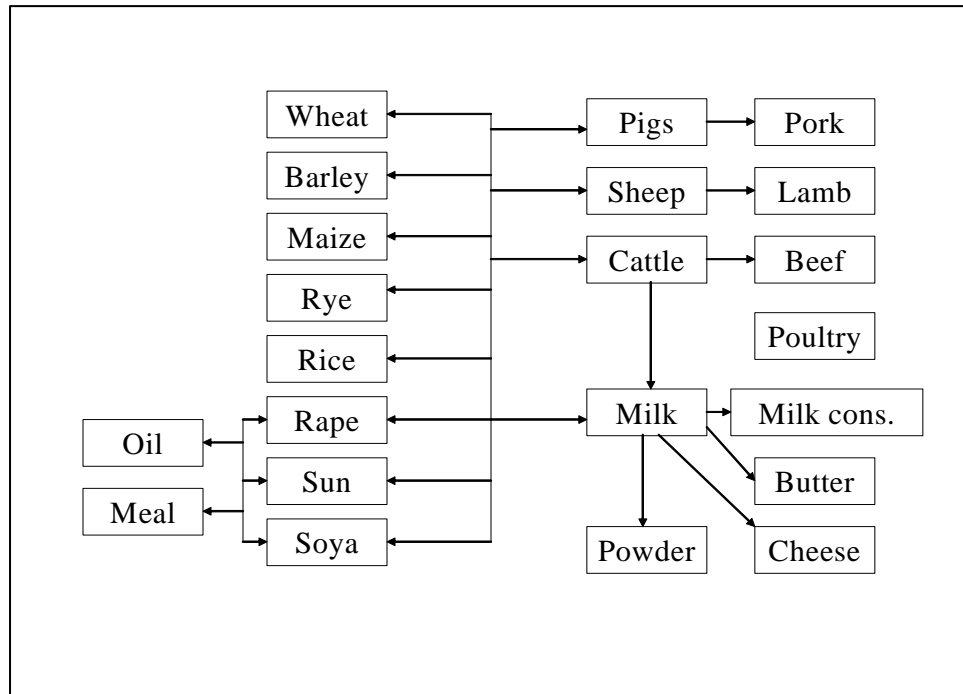 Wheat
Pigs
Pork
Barley
Sheep
Lamb
Maize
Cattle
Beef
Rye
Poultry
Rice
Rape
Milk
Milk cons.
Oil
Sun
Butter
Meal
Soya
Powder
Cheese